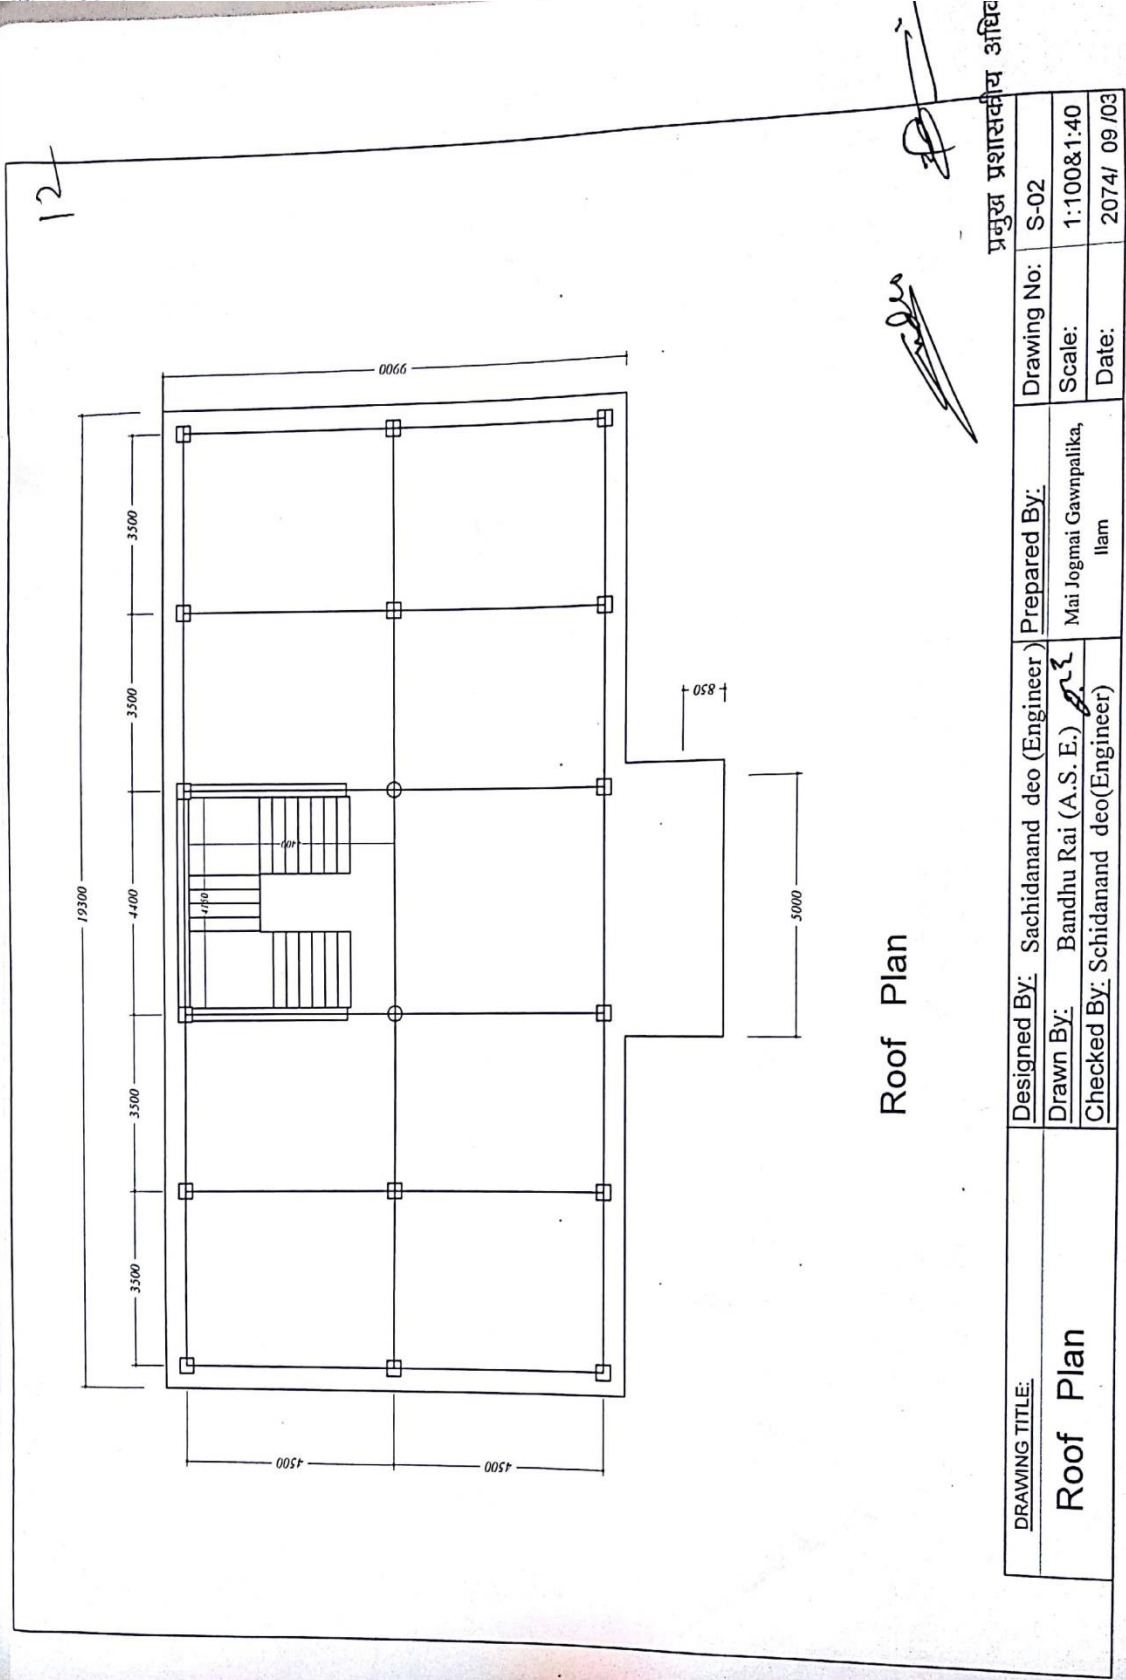 12
19300
3500
3500
4400
3500
3500
4500
4500
9900
4150
850
5000
Roof Plan
प्रमुख प्रशासकीय
DRAWING TITLE:
Roof Plan
Designed By: Sachidanand deo (Engineer)
Drawn By: Bandhu Rai (A. S. E.)
Checked By: Schidanand deo(Engineer)
Prepared By:
Mai Jogmai Gawnpalika,
Ilam
Drawing No: S-02
Scale: 1:100&1:40
Date: 2074/ 09 /03